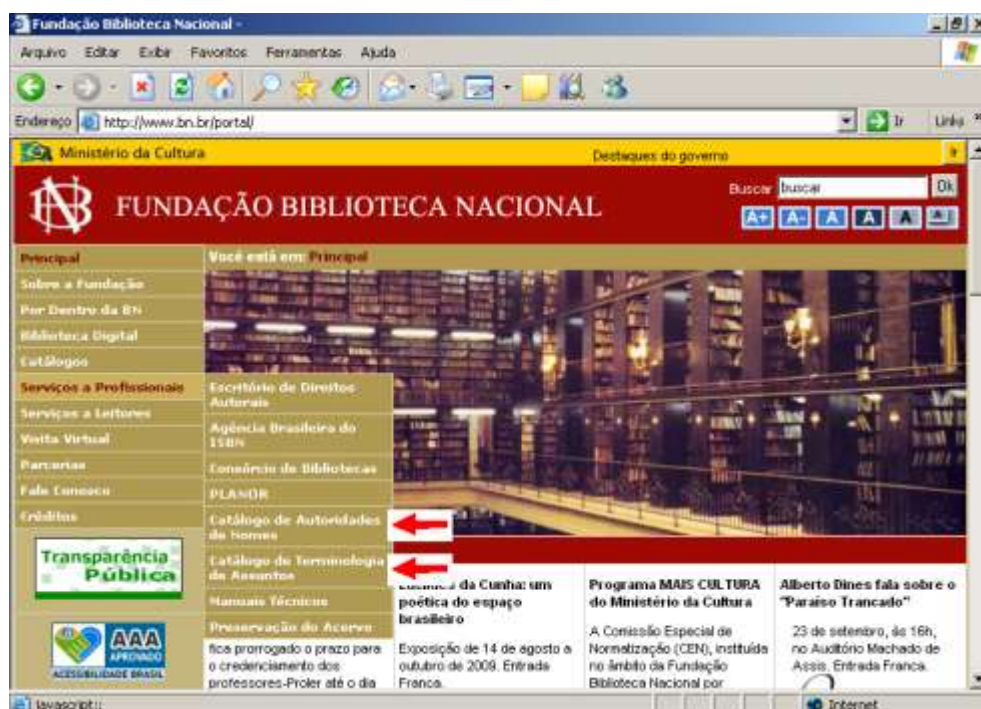 Fundação Biblioteca Nacional -
Arquivo Editar Exibir Favoritos Ferramentas Ajuda
Endereço http://www.bn.br/portal/ Ir Links
Ministério da Cultura
Destaques do governo
FUNDAÇÃO BIBLIOTECA NACIONAL
Buscar buscar Ok
A+ A- A A A A
Principal
Você está em: Principal
Sobre a Fundação
Por Dentro da BN
Biblioteca Digital
Catálogos
Serviços a Profissionais
Serviços a Leitores
Visita Virtual
Parcerias
Fale Conosco
Créditos
Escritório de Direitos
Autorais
Agência Brasileira do
ISBN
Consórcio de Bibliotecas
PLANOR
Catálogo de Autoridades
de Nomes
Catálogo de Terminologia
de Assuntos
Manuais Técnicos
Preservação do Acervo
Transparência
Pública
AAA
APROVADO
ACESSIBILIDADE BRASIL
fica prorrogado o prazo para
o credenciamento dos
professores-Proler até o dia
da Cunha: um
poética do espaço
brasileiro
Exposição de 14 de agosto a
outubro de 2009. Entrada
Franca.
Programa MAIS CULTURA
do Ministério da Cultura
A Comissão Especial de
Normatização (CEN), instituída
no âmbito da Fundação
Biblioteca Nacional por
Alberto Dines fala sobre o
"Paraíso Trancado"
23 de setembro, às 16h,
no Auditório Machado de
Assis. Entrada Franca.
javascript:;
Internet